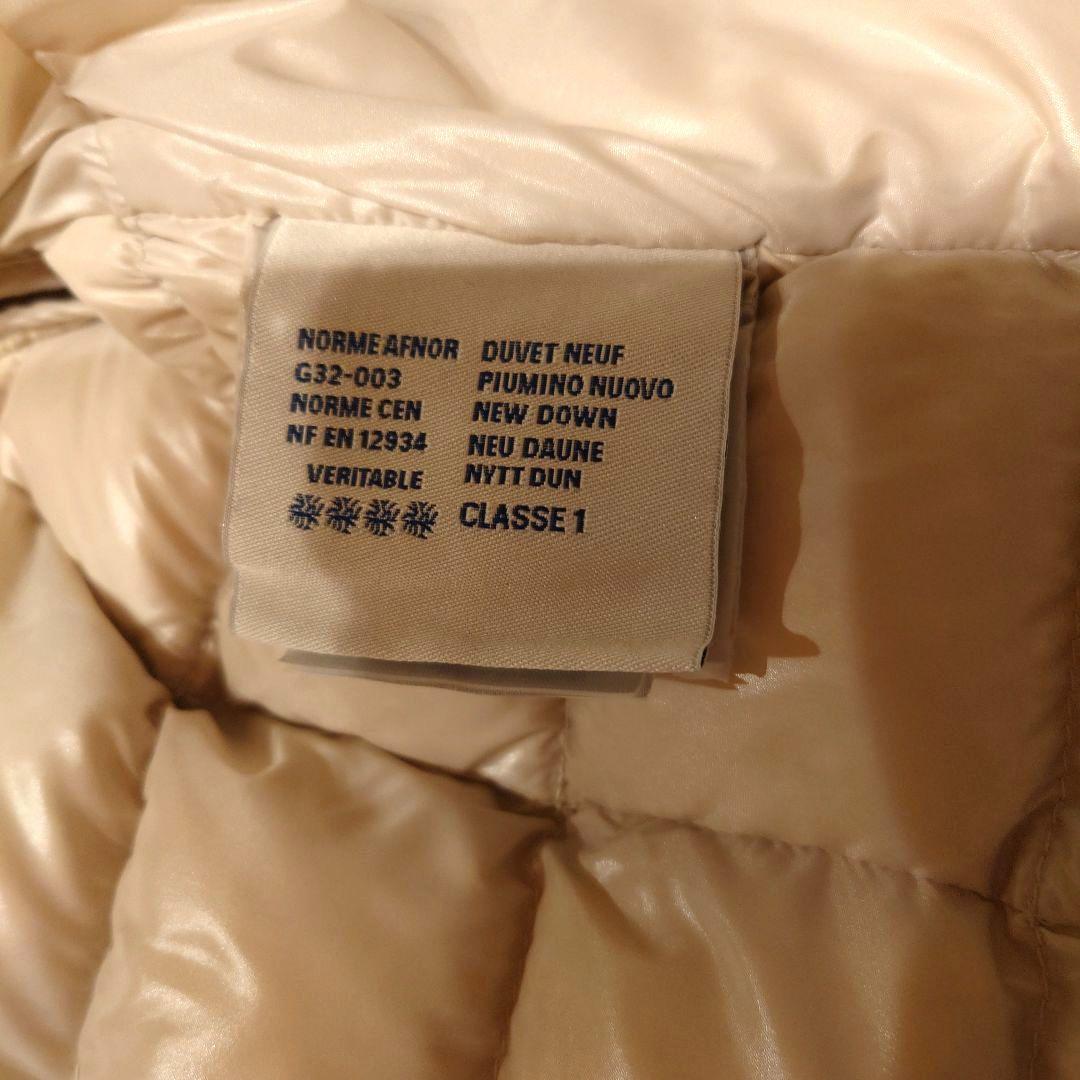 NORME AFNOR
G32-003
NORME CEN
NF EN 12934
VERITABLE
DUVET NEUF
PIUMINO NUOVO
NEW DOWN
NEU DAUNE
NYTT DUN
CLASSE 1